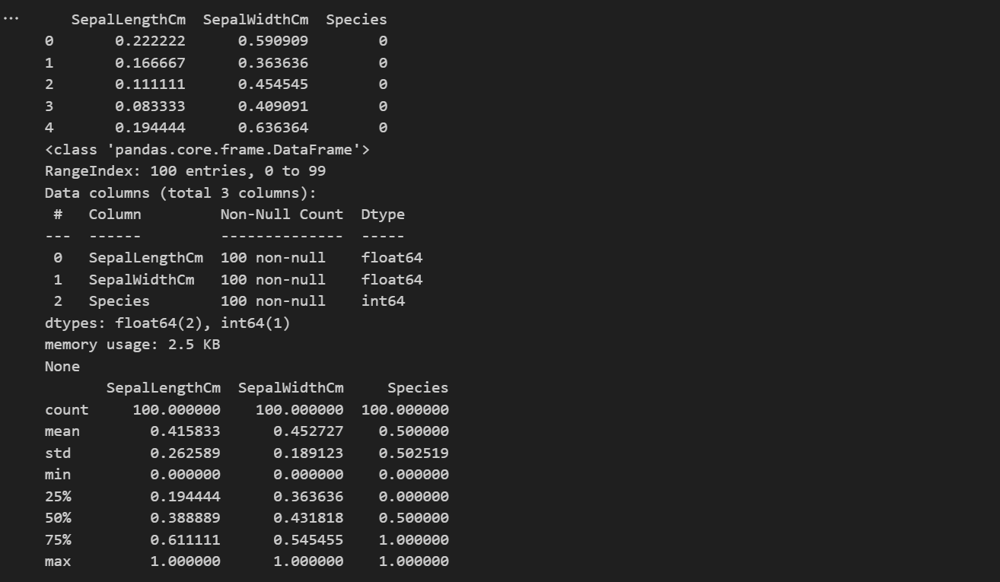 SepalLengthCm  SepalWidthCm  Species
0       0.222222      0.590909        0
1       0.166667      0.363636        0
2       0.111111      0.454545        0
3       0.083333      0.409091        0
4       0.194444      0.636364        0
<class 'pandas.core.frame.DataFrame'>
RangeIndex: 100 entries, 0 to 99
Data columns (total 3 columns):
 #   Column         Non-Null Count  Dtype
---  ------         --------------  -----
 0   SepalLengthCm  100 non-null    float64
 1   SepalWidthCm   100 non-null    float64
 2   Species        100 non-null    int64
dtypes: float64(2), int64(1)
memory usage: 2.5 KB
None
       SepalLengthCm  SepalWidthCm     Species
count     100.000000    100.000000  100.000000
mean        0.415833      0.452727    0.500000
std         0.262589      0.189123    0.502519
min         0.000000      0.000000    0.000000
25%         0.194444      0.363636    0.000000
50%         0.388889      0.431818    0.500000
75%         0.611111      0.545455    1.000000
max         1.000000      1.000000    1.000000